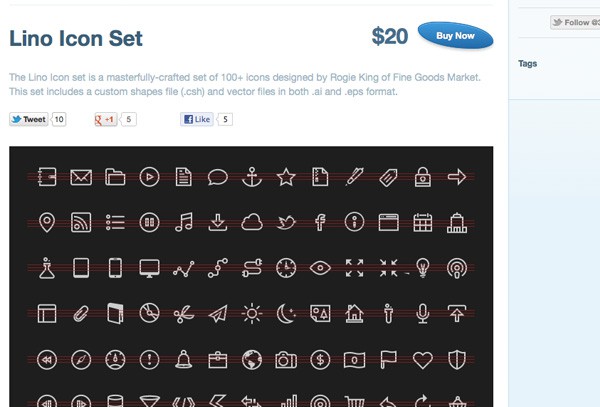 Lino Icon Set
$20
Buy Now
The Lino Icon set is a masterfully-crafted set of 100+ icons designed by Rogie King of Fine Goods Market.
This set includes a custom shapes file (.csh) and vector files in both .ai and .eps format.
Tweet 10
+1 5
Like 5
Follow
Tags